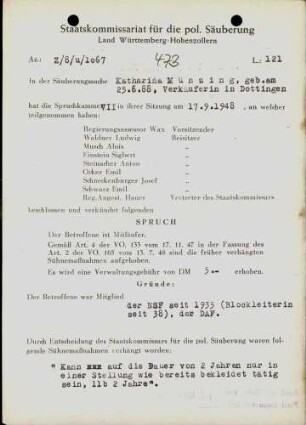 Staatskommissariat für die pol. Säuberung
Land Württemberg-Hohenzollern
Az.: Z/8/u/1067
473
L: 121
In der Säuberungssache Katharina Münzing, geb.am
25.6.88, Verkäuferin in Dottingen
hat die Spruchkammer VII in ihrer Sitzung am 17.9.1948, an welcher
teilgenommen haben:
Regierungsassessor Wax Vorsitzender
Waldner Ludwig Beisitzer
Musch Alois "
Einstein Sigbert "
Steinacher Anton "
Ocker Emil "
Schneckenburger Josef "
Schwarz Emil "
Reg.Angest. Hauer Vertreter des Staatskommissars
beschlossen und verkündet folgenden
SPRUCH
Der Betroffene ist Mitläufer.
Gemäß Art. 4 der VO. 133 vom 17. 11. 47 in der Fassung des
Art. 2 der VO. 165 vom 13. 7. 48 sind die früher verhängten
Sühnemaßnahmen aufgehoben.
Es wird eine Verwaltungsgebühr von DM 5.- erhoben.
Gründe:
Der Betroffene war Mitglied
der NSF seit 1935 (Blockleiterin
seit 38), der DAF.
Durch Entscheidung des Staatskommissars für die pol. Säuberung waren fol-
gende Sühnemaßnahmen verhängt worden:
"Kann xxx auf die Dauer von 2 Jahren nur in
einer Stellung wie bereits bekleidet tätig
sein, llb 2 Jahre".